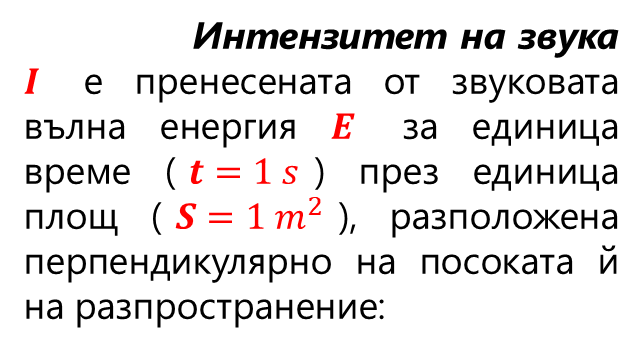 Интензитет на звука
I е пренесената от звуковата
вълна енергия E за единица
време ( t = 1 s ) през единица
площ ( S = 1 m² ), разположена
перпендикулярно на посоката ѝ
на разпространение: